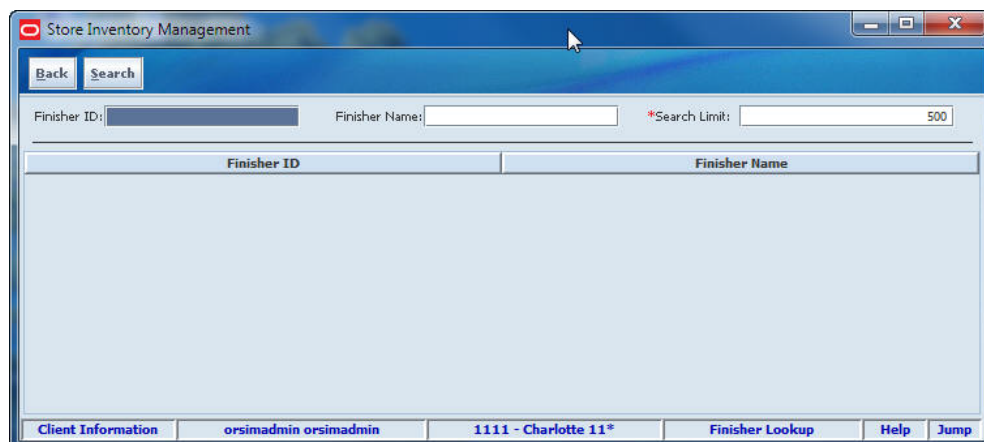 Store Inventory Management
Back Search
Finisher ID: Finisher Name: *Search Limit: 500
Finisher ID Finisher Name
Client Information orsimadmin orsimadmin 1111 - Charlotte 11* Finisher Lookup Help Jump